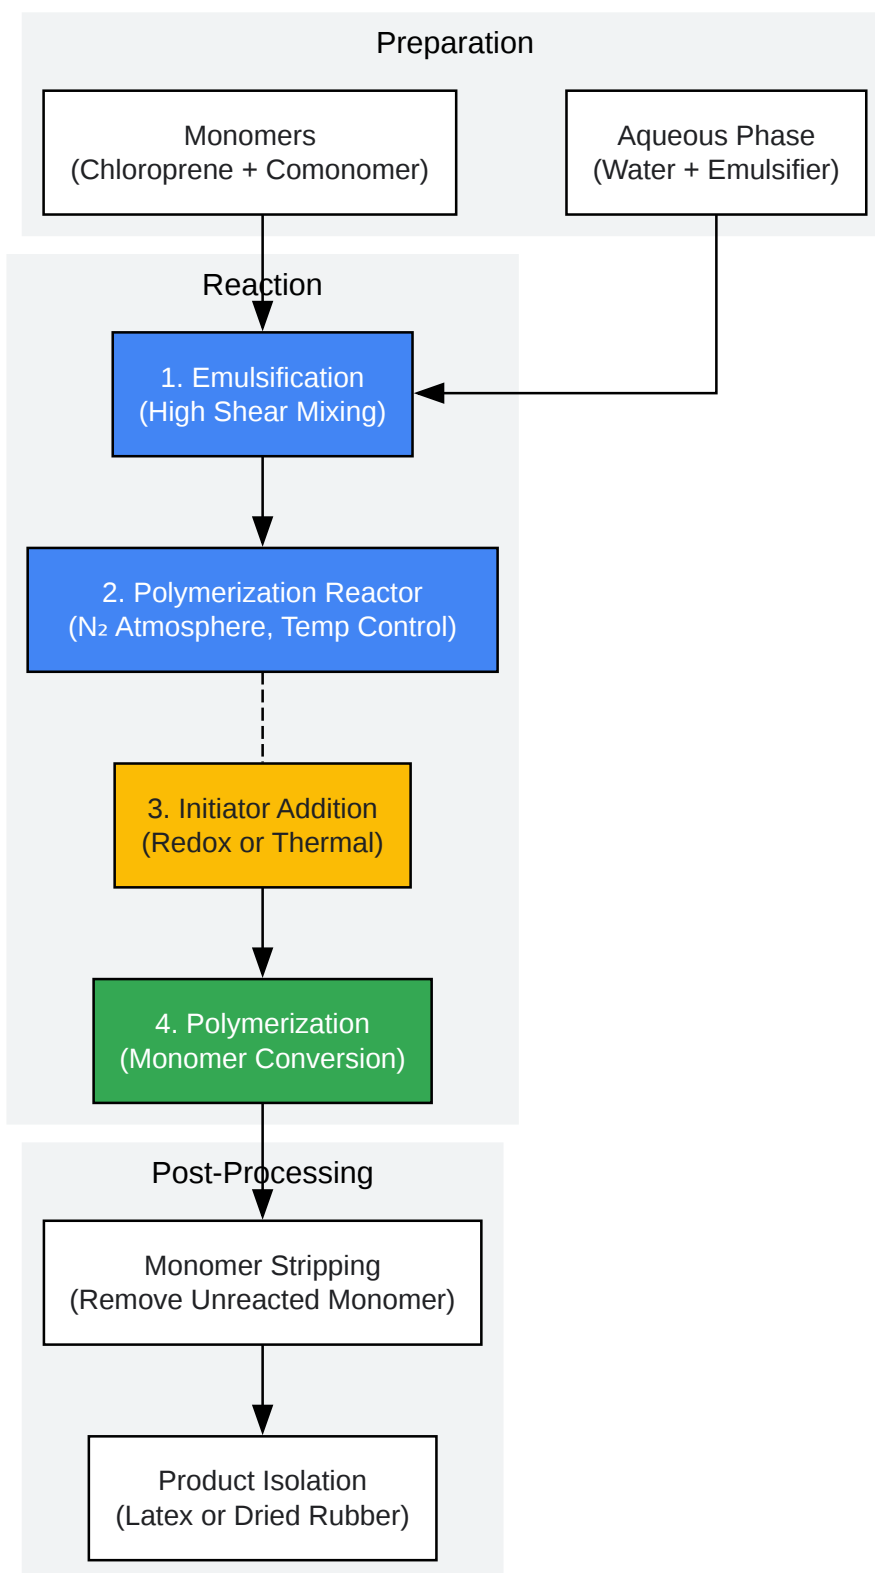 Preparation
Monomers
(Chloroprene + Comonomer)
Aqueous Phase
(Water + Emulsifier)
Reaction
1. Emulsification
(High Shear Mixing)
2. Polymerization Reactor
(N₂ Atmosphere, Temp Control)
3. Initiator Addition
(Redox or Thermal)
4. Polymerization
(Monomer Conversion)
Post-Processing
Monomer Stripping
(Remove Unreacted Monomer)
Product Isolation
(Latex or Dried Rubber)